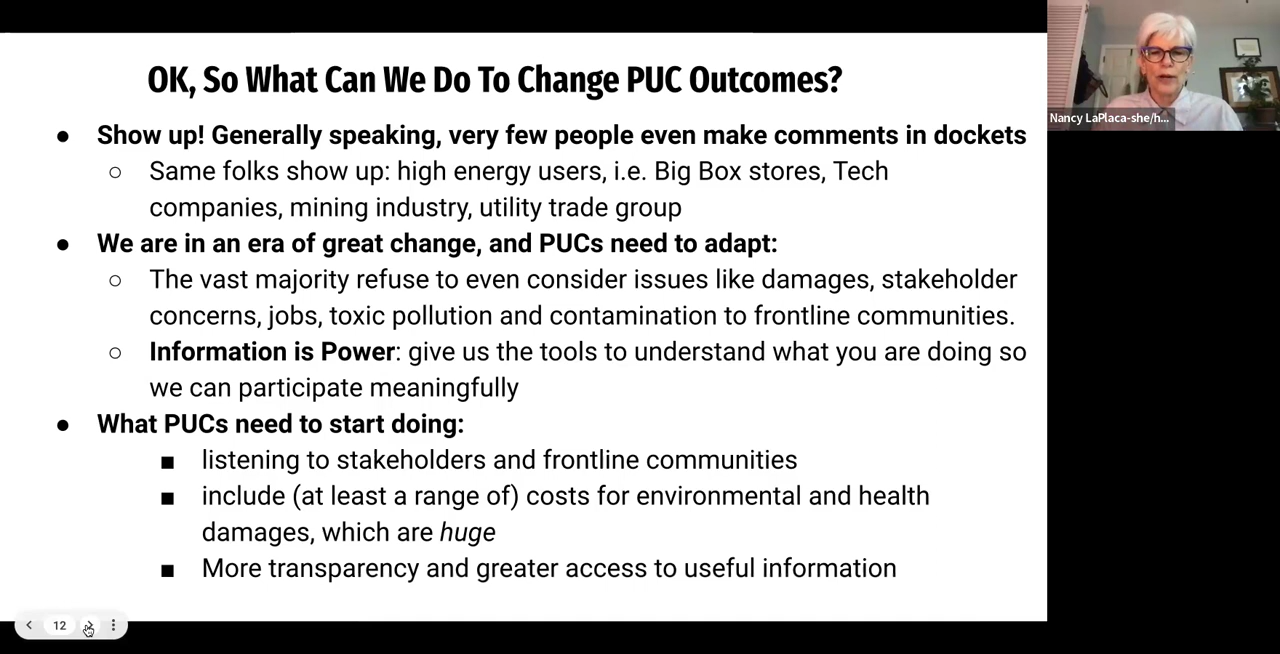 OK, So What Can We Do To Change PUC Outcomes?
● Show up! Generally speaking, very few people even make comments in dockets
○ Same folks show up: high energy users, i.e. Big Box stores, Tech
companies, mining industry, utility trade group
● We are in an era of great change, and PUCs need to adapt:
○ The vast majority refuse to even consider issues like damages, stakeholder
concerns, jobs, toxic pollution and contamination to frontline communities.
○ Information is Power: give us the tools to understand what you are doing so
we can participate meaningfully
● What PUCs need to start doing:
■ listening to stakeholders and frontline communities
■ include (at least a range of) costs for environmental and health
damages, which are huge
■ More transparency and greater access to useful information
12
Nancy LaPlaca-she/h...